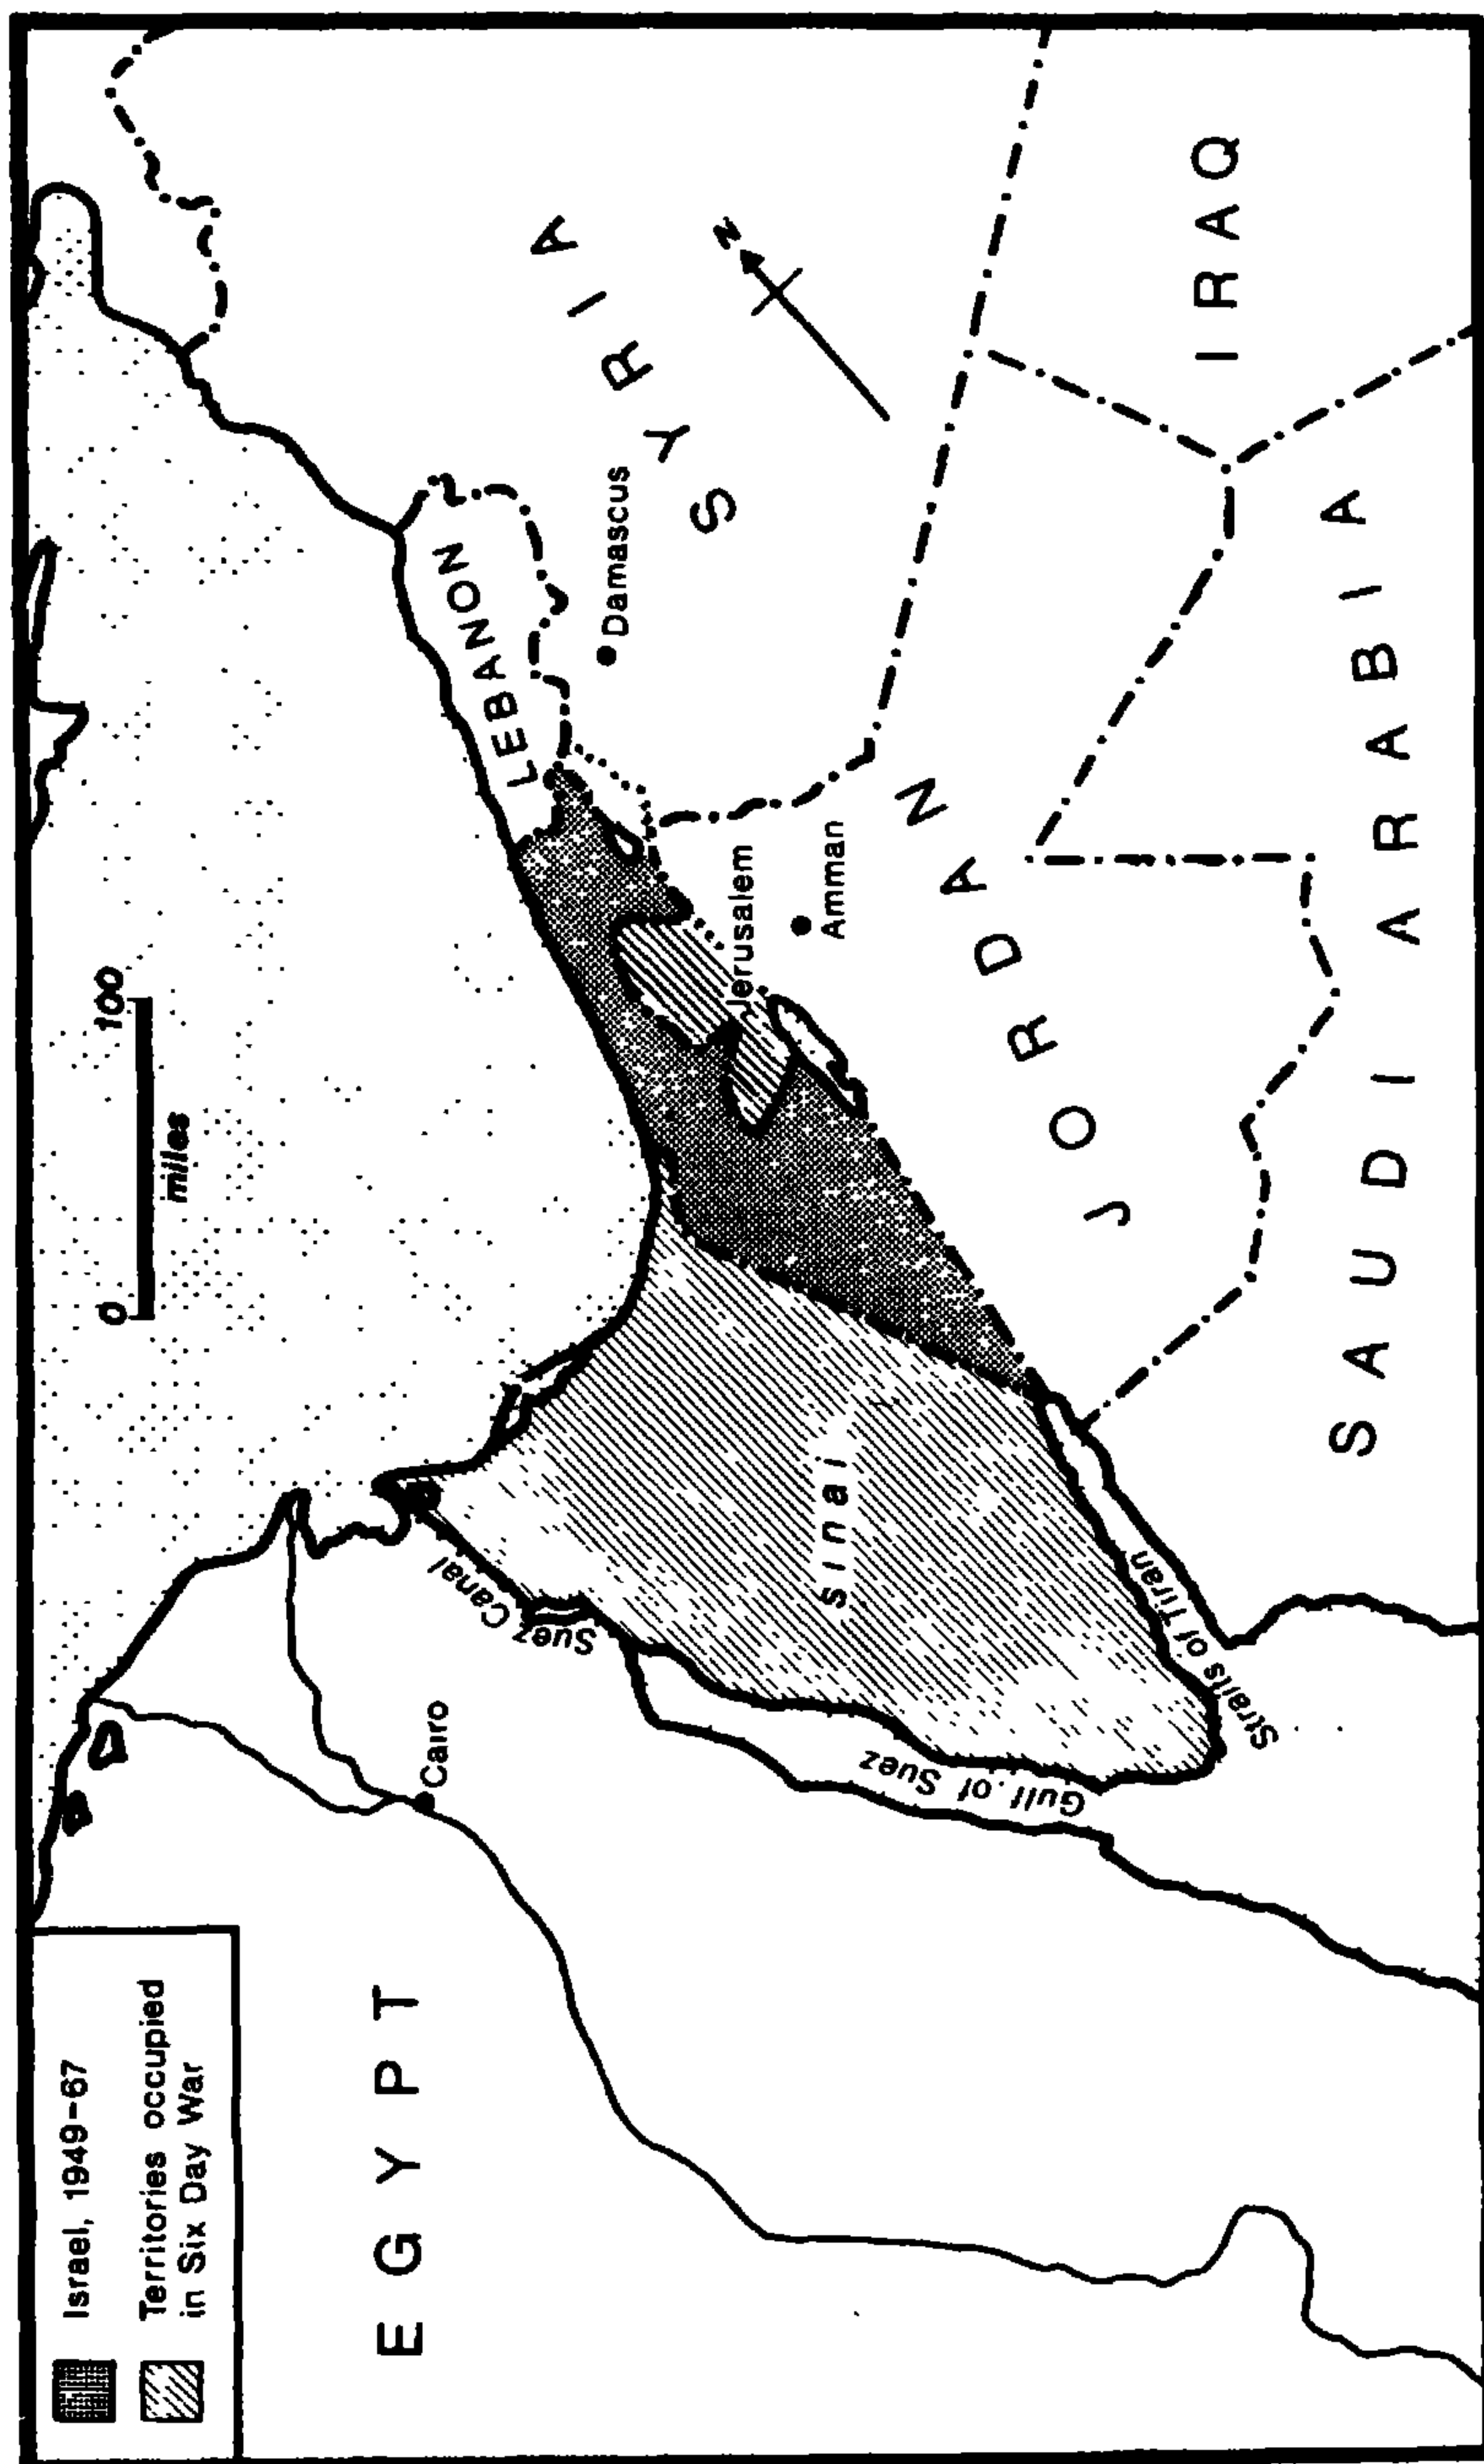 Israel, 1949-67
Territories occupied
in Six Day War
0 100
miles
N
SYRIA
IRAQ
LEBANON
Damascus
Jerusalem
Amman
JORDAN
SAUDI ARABIA
Sinai
Suez Canal
Gulf of Suez
Straits of Tiran
Cairo
EGYPT